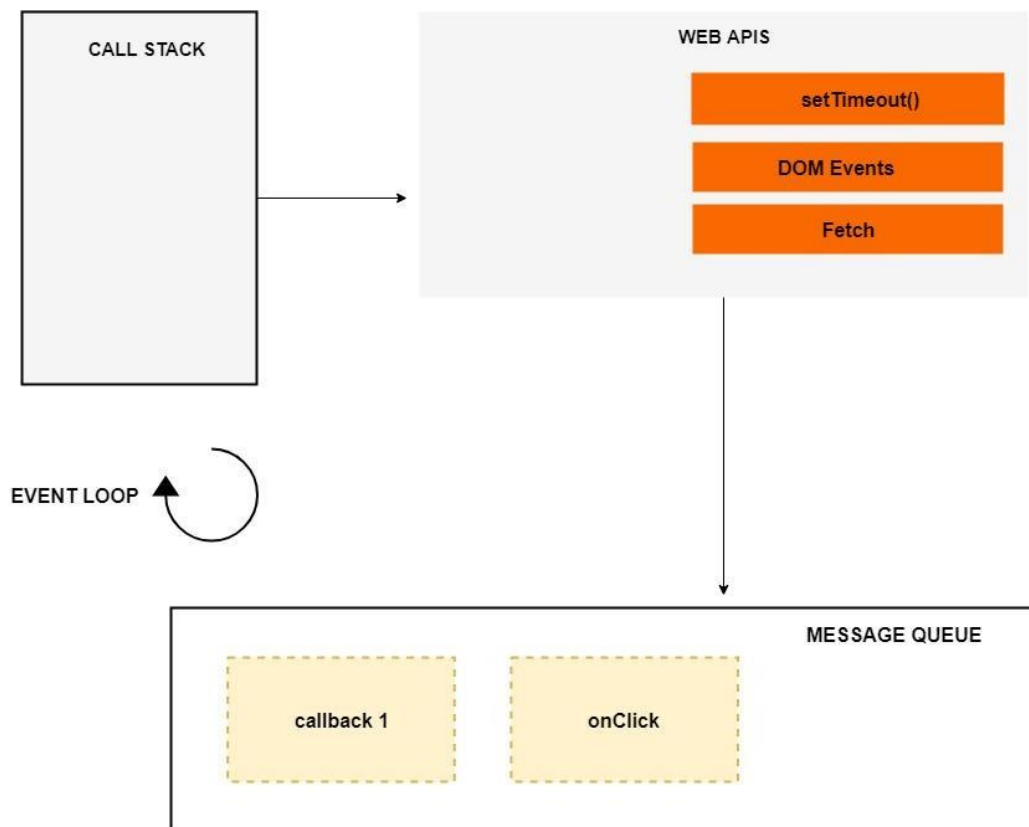 CALL STACK
WEB APIS
setTimeout()
DOM Events
Fetch
EVENT LOOP
MESSAGE QUEUE
callback 1
onClick